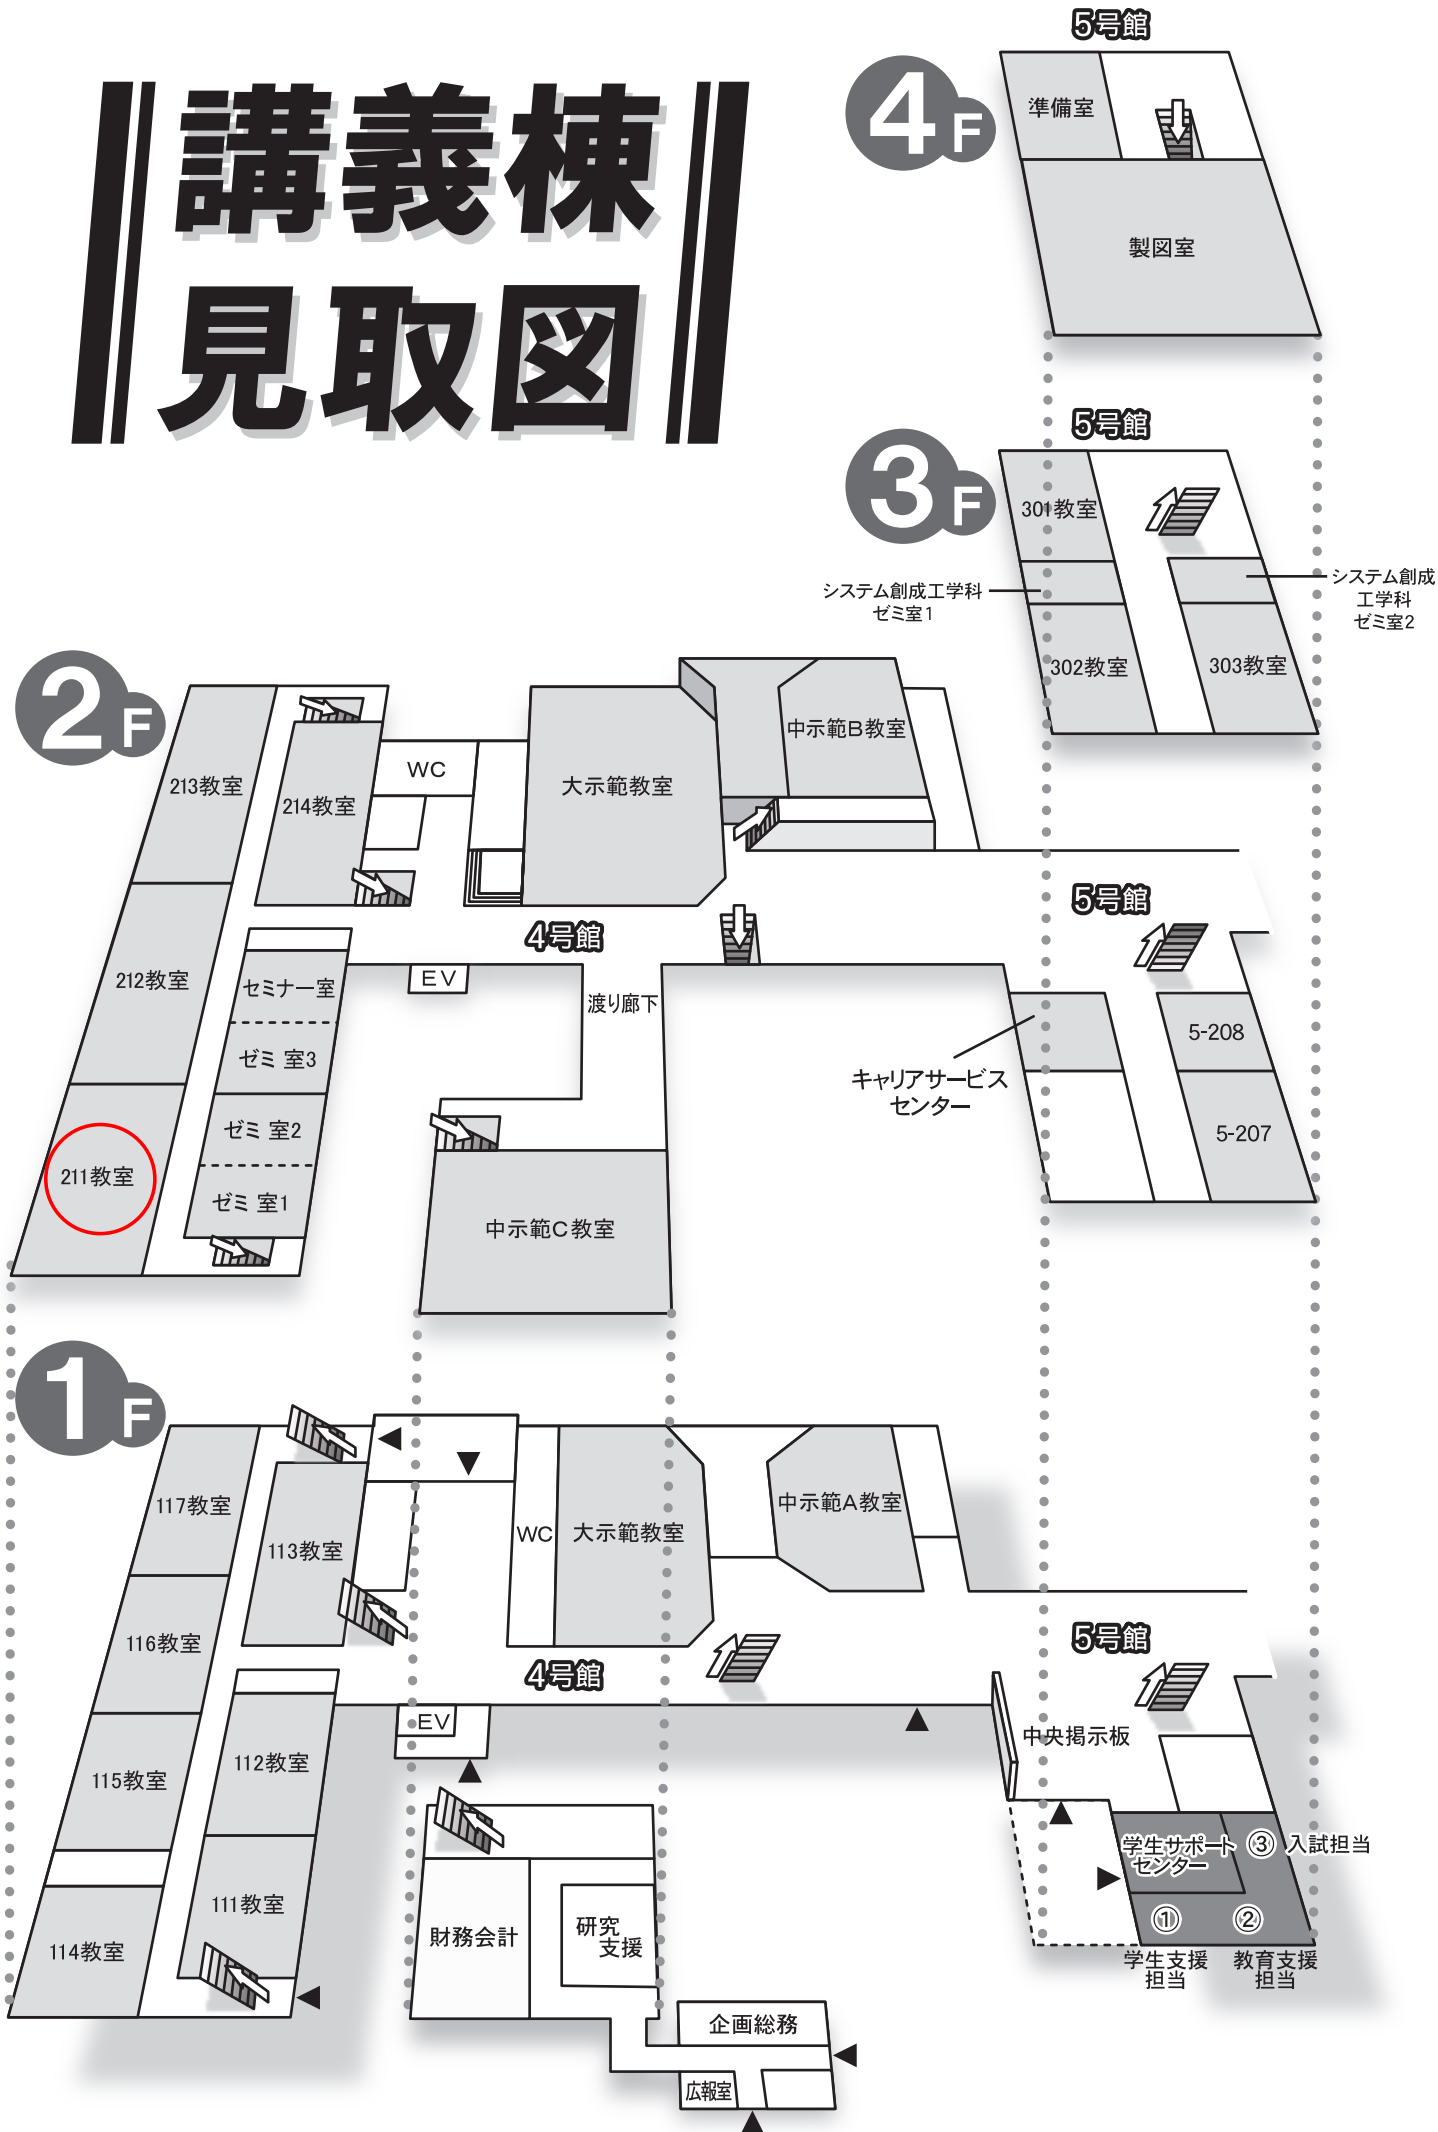 講義棟
見取図
4F
5号館
準備室
製図室
3F
5号館
301教室
システム創成工学科
ゼミ室1
システム創成
工学科
ゼミ室2
302教室
303教室
2F
213教室
214教室
WC
大示範教室
中示範B教室
212教室
4号館
5号館
セミナー室
EV
渡り廊下
ゼミ 室3
キャリアサービス
センター
5-208
ゼミ 室2
5-207
211教室
ゼミ 室1
中示範C教室
1F
117教室
113教室
WC
大示範教室
中示範A教室
116教室
4号館
5号館
EV
中央掲示板
115教室
112教室
学生サポート
センター
③ 入試担当
111教室
114教室
財務会計
研究
支援
①
②
学生支援
担当
教育支援
担当
企画総務
広報室